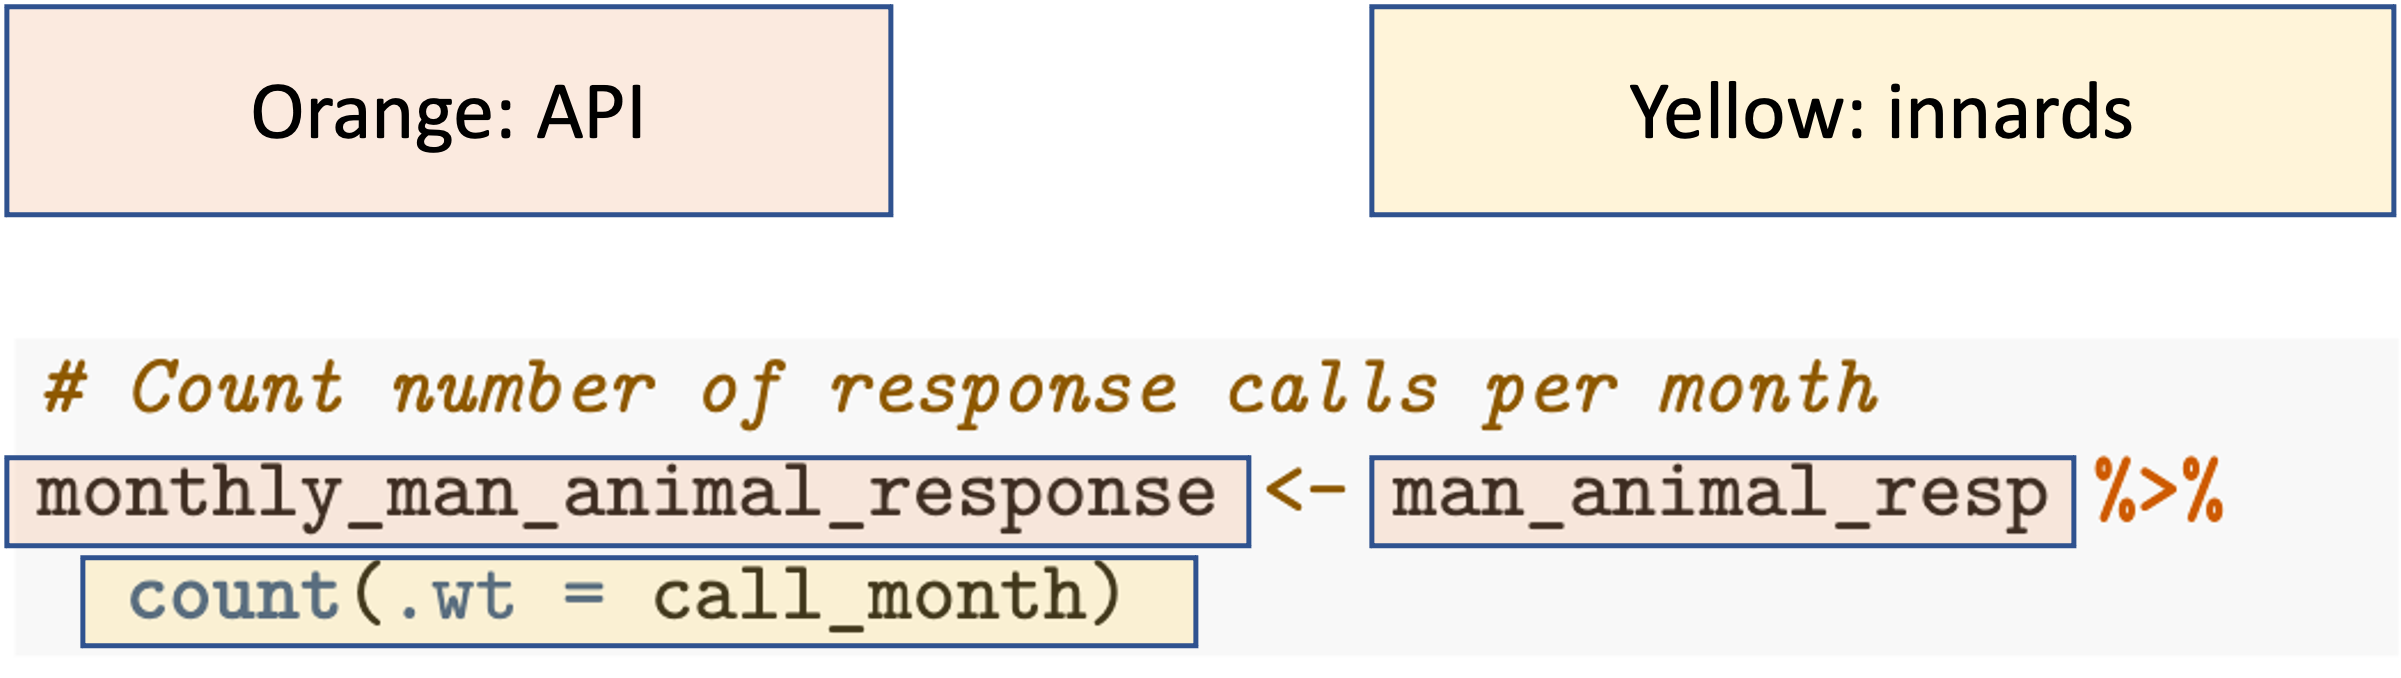 Orange: API
Yellow: innards
# Count number of response calls per month
monthly_man_animal_response <- man_animal_resp %>%
count(.wt = call_month)